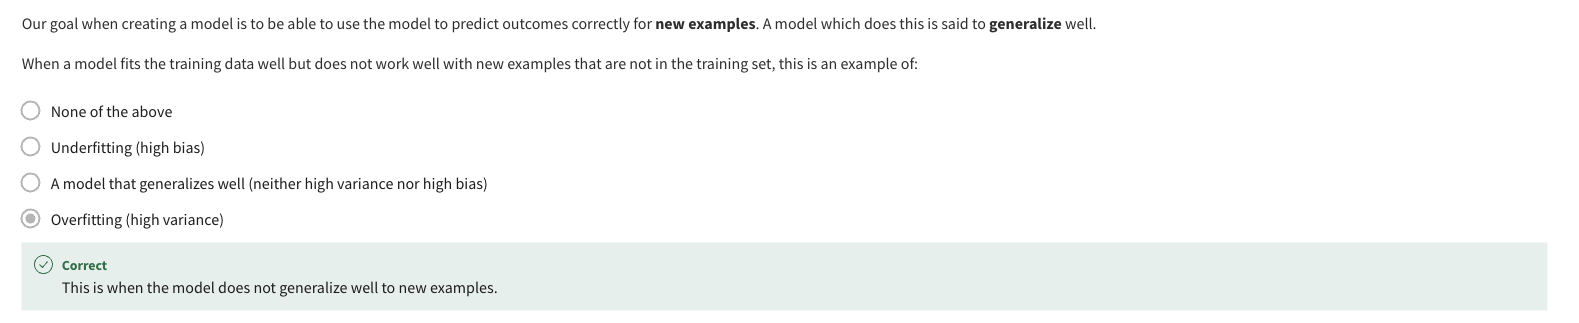 Our goal when creating a model is to be able to use the model to predict outcomes correctly for new examples. A model which does this is said to generalize well.
When a model fits the training data well but does not work well with new examples that are not in the training set, this is an example of:
None of the above
Underfitting (high bias)
A model that generalizes well (neither high variance nor high bias)
Overfitting (high variance)
Correct
This is when the model does not generalize well to new examples.